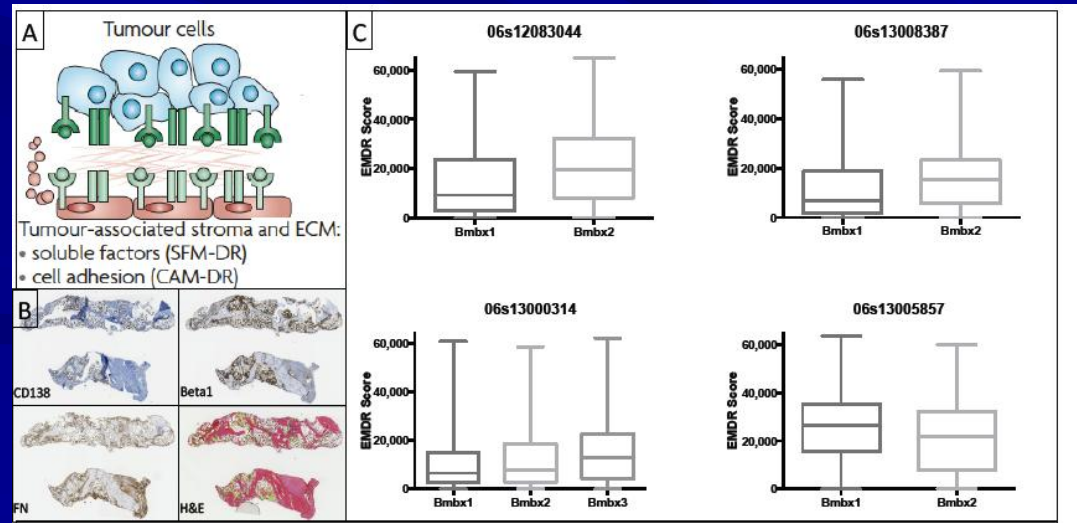 A
Tumour cells
Tumour-associated stroma and ECM:
• soluble factors (SFM-DR)
• cell adhesion (CAM-DR)
B
CD138
Beta1
FN
H&E
C
06s12083044
EMDR Score
60,000
40,000
20,000
0
Bmbx1 Bmbx2
06s13008387
EMDR Score
60,000
40,000
20,000
0
Bmbx1 Bmbx2
06s13000314
EMDR Score
60,000
40,000
20,000
0
Bmbx1 Bmbx2 Bmbx3
06s13005857
EMDR Score
60,000
40,000
20,000
0
Bmbx1 Bmbx2